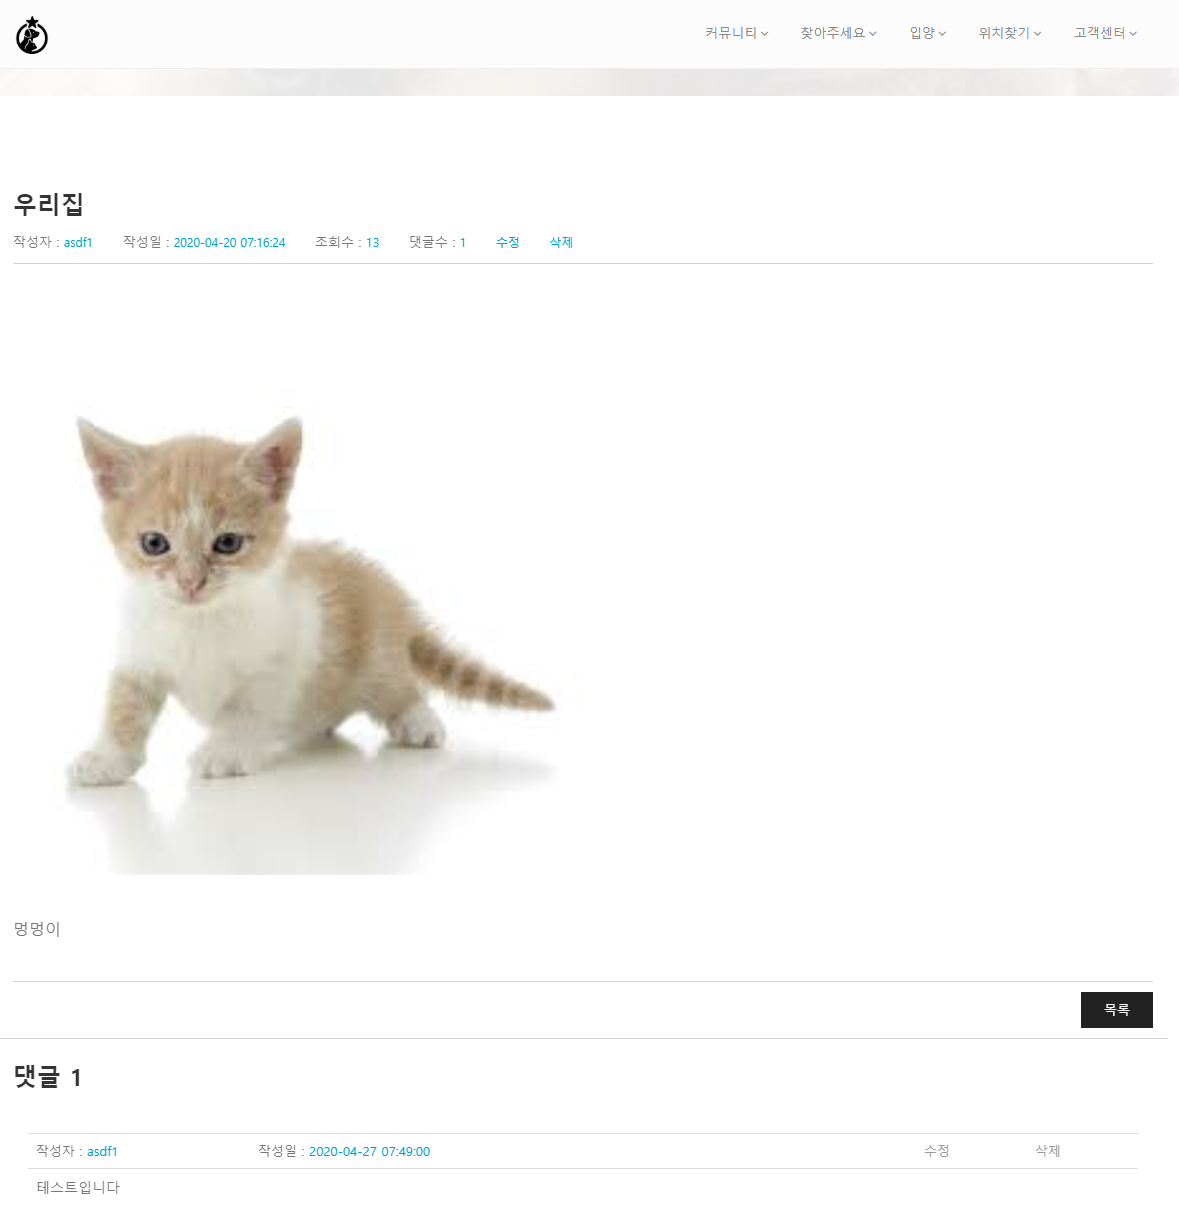 커뮤니티 찾아주세요 입양 위치찾기 고객센터
우리집
작성자 : asdf1 작성일 : 2020-04-20 07:16:24 조회수 : 13 댓글수 : 1 수정 삭제
멍멍이
목록
댓글 1
작성자 : asdf1 작성일 : 2020-04-27 07:49:00 수정 삭제
테스트입니다